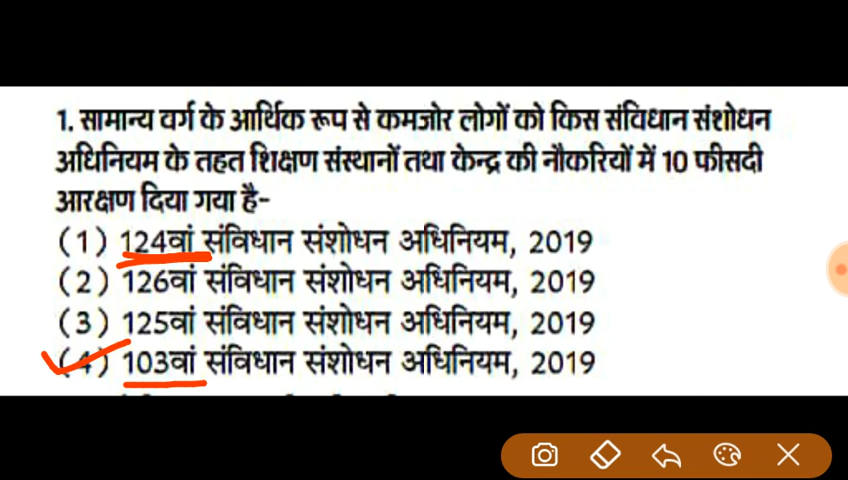 1. सामान्य वर्ग के आर्थिक रूप से कमजोर लोगों को किस संविधान संशोधन
अधिनियम के तहत शिक्षण संस्थानों तथा केन्द्र की नौकरियों में 10 फीसदी
आरक्षण दिया गया है-
(1) 124वां संविधान संशोधन अधिनियम, 2019
(2) 126वां संविधान संशोधन अधिनियम, 2019
(3) 125वां संविधान संशोधन अधिनियम, 2019
(4) 103वां संविधान संशोधन अधिनियम, 2019